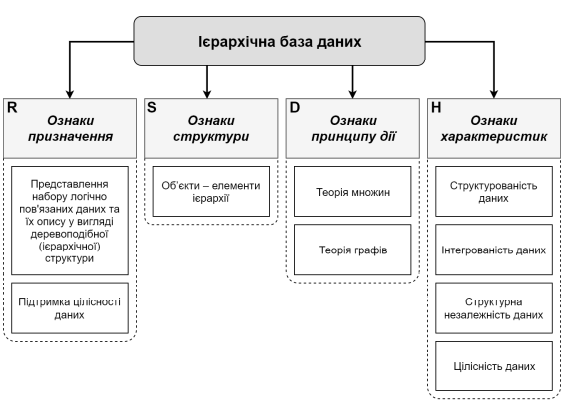 Ієрархічна база даних
R
Ознаки
призначення
Представлення
набору логічно
пов'язаних даних та
їх опису у вигляді
деревоподібної
(ієрархічної)
структури
Підтримка цілісності
даних
S
Ознаки
структури
Об'єкти – елементи
ієрархії
D
Ознаки
принципу дії
Теорія множин
Теорія графів
H
Ознаки
характеристик
Структурованість
даних
Інтегрованість даних
Структурна
незалежність даних
Цілісність даних